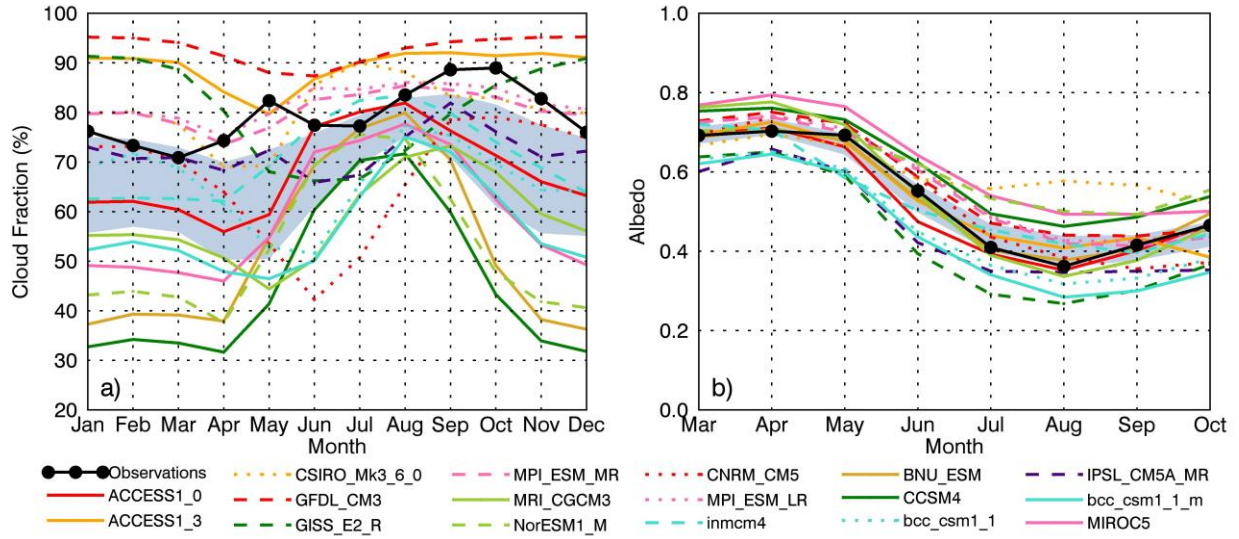 100
90
80
70
60
50
40
30
20
Cloud Fraction (%)
a)
Jan Feb Mar Apr May Jun Jul Aug Sep Oct Nov Dec
Month
1.0
0.8
0.6
0.4
0.2
0.0
Albedo
b)
Mar Apr May Jun Jul Aug Sep Oct
Month
Observations CSIRO_Mk3_6_0 MPI_ESM_MR CNRM_CM5 BNU_ESM IPSL_CM5A_MR
ACCESS1_0 GFDL_CM3 MRI_CGCM3 MPI_ESM_LR CCSM4 bcc_csm1_1_m
ACCESS1_3 GISS_E2_R NorESM1_M inmcm4 bcc_csm1_1 MIROC5